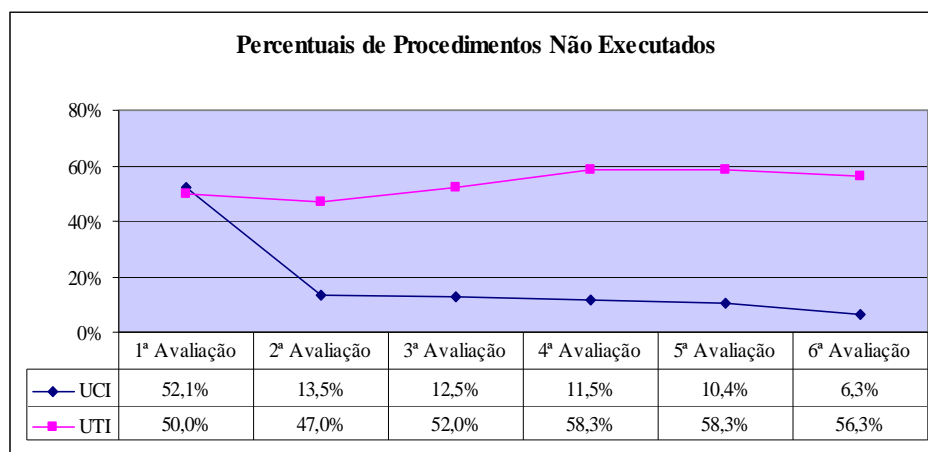 Percentuais de Procedimentos Não Executados
80%
60%
40%
20%
0%
1ª Avaliação 2ª Avaliação 3ª Avaliação 4ª Avaliação 5ª Avaliação 6ª Avaliação
UCI 52,1% 13,5% 12,5% 11,5% 10,4% 6,3%
UTI 50,0% 47,0% 52,0% 58,3% 58,3% 56,3%